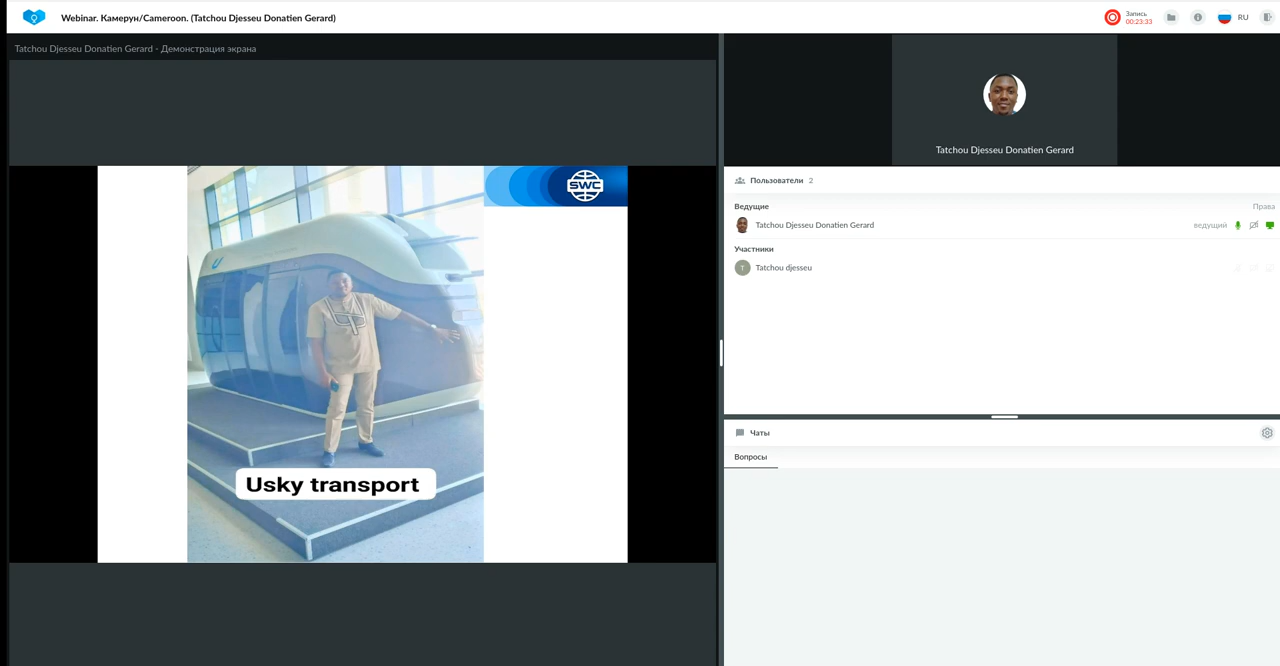 Webinar. Камерун/Cameroon. (Tatchou Djesseu Donatien Gerard)
Запись
00:23:33
RU
Tatchou Djesseu Donatien Gerard - Демонстрация экрана
SWC
Usky transport
Tatchou Djesseu Donatien Gerard
Пользователи 2
Ведущие Права
Tatchou Djesseu Donatien Gerard ведущий
Участники
T Tatchou djesseu
Чаты
Вопросы